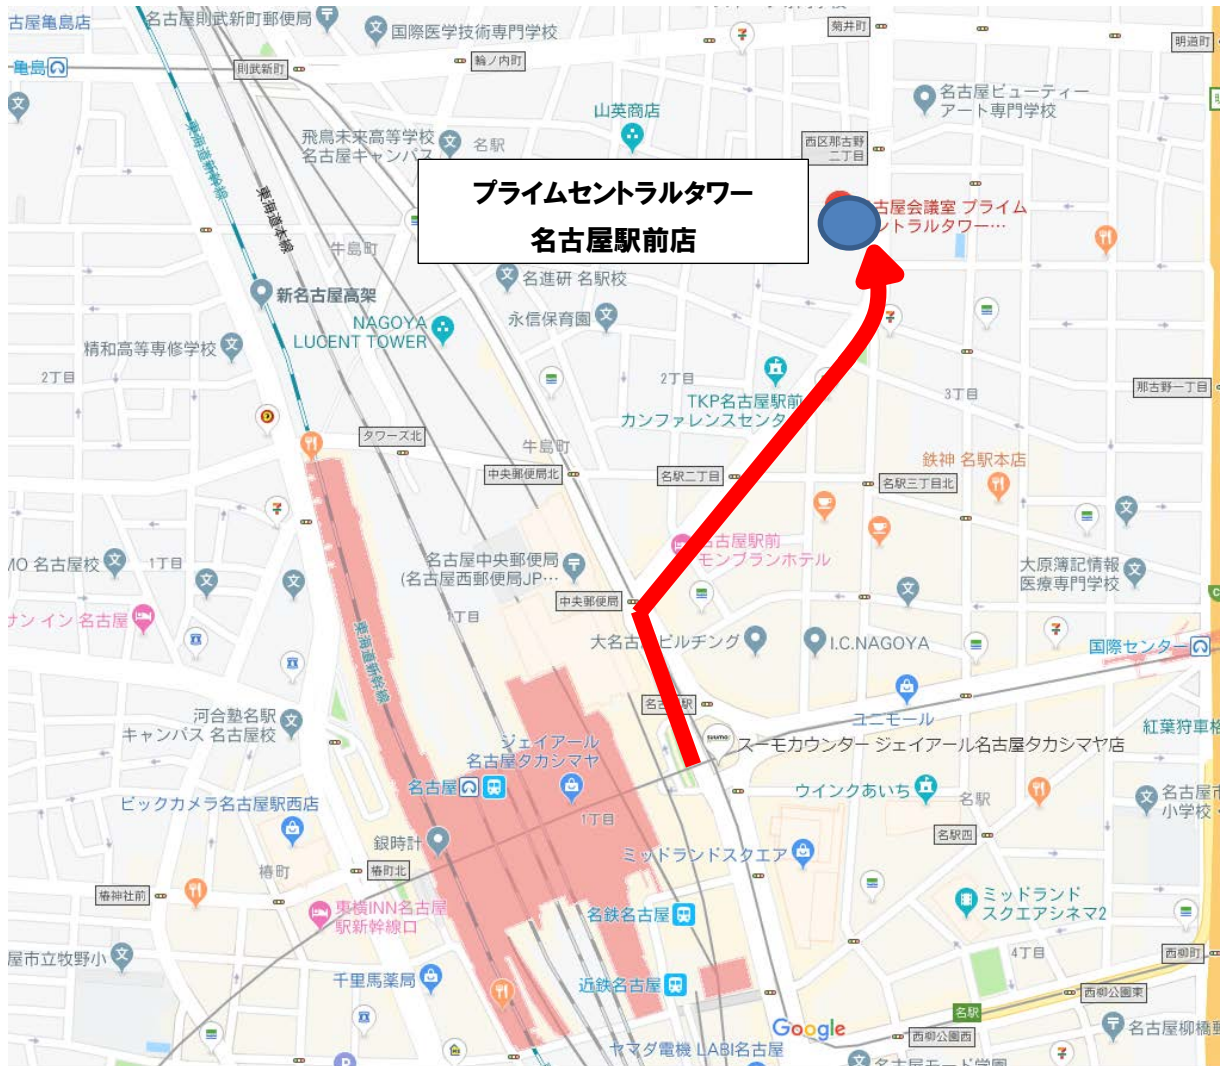 古屋亀島店
名古屋則武新町郵便局
国際医学技術専門学校
菊井町
明道町
亀島
則武新町
輪ノ内町
山英商店
名古屋ビューティー
アート専門学校
飛鳥未来高等学校
名古屋キャンパス
名駅
西区那古野
二丁目
東海道新幹線
東海道本線
プライムセントラルタワー
名古屋駅前店
古屋会議室 プライム
ントラルタワー…
牛島町
新名古屋高架
名進研 名駅校
永信保育園
NAGOYA
LUCENT TOWER
精和高等専修学校
2丁目
2丁目
TKP名古屋駅前
カンファレンスセンタ
3丁目
那古野一丁目
タワーズ北
牛島町
中央郵便局北
名駅二丁目
鉄神 名駅本店
名駅三丁目北
MO 名古屋校
1丁目
名古屋中央郵便局
(名古屋西郵便局JP…
名古屋駅前
モンブランホテル
大原簿記情報
医療専門学校
サンイン 名古屋
1丁目
中央郵便局
大名古屋ビルヂング
I.C.NAGOYA
国際センター
東海道新幹線
河合塾名駅
キャンパス 名古屋校
名古屋駅
ユニモール
紅葉狩車格
ジェイアール
名古屋タカシマヤ
スーモカウンター ジェイアール名古屋タカシマヤ店
名古屋
ビックカメラ名古屋駅西店
ウインクあいち
名駅
名古屋市
小学校・
1丁目
銀時計
名駅四
椿町
椿町北
ミッドランドスクエア
椿神社前
東横INN名古屋
駅新幹線口
名鉄名古屋
ミッドランド
スクエアシネマ2
屋市立牧野小
千里馬薬局
近鉄名古屋
4丁目
西柳町
西柳公園東
名駅
Google
西柳公園西
名古屋柳橋郵
ヤマダ電機 LABI名古屋
名古屋モード学園